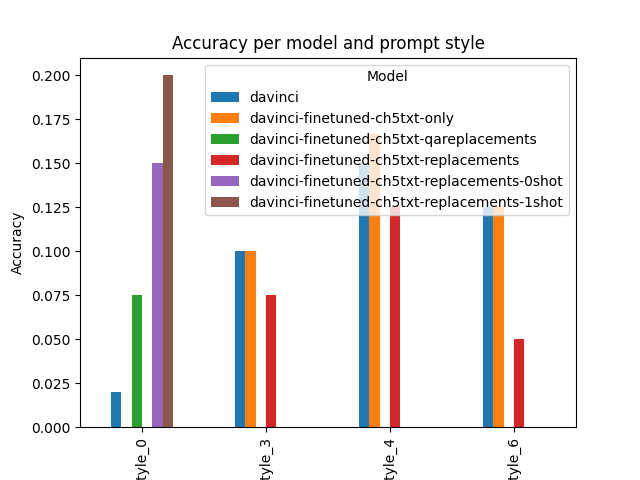 Accuracy per model and prompt style
Model
davinci
davinci-finetuned-ch5txt-only
davinci-finetuned-ch5txt-qareplacements
davinci-finetuned-ch5txt-replacements
davinci-finetuned-ch5txt-replacements-0shot
davinci-finetuned-ch5txt-replacements-1shot
Accuracy
0.200
0.175
0.150
0.125
0.100
0.075
0.050
0.025
0.000
tyle_0
tyle_3
tyle_4
tyle_6